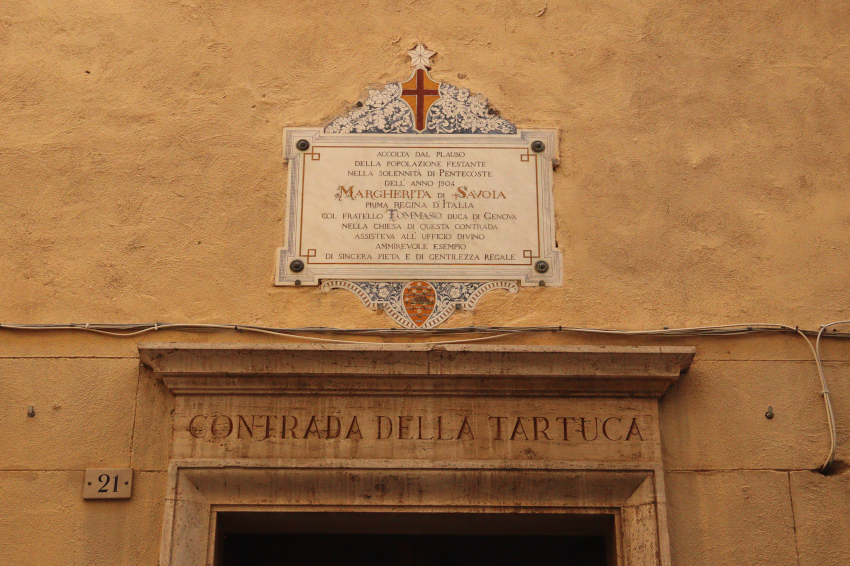 ACCOLTA DAL PLAUSO
DELLA POPOLAZIONE FESTANTE
NELLA SOLENNITÀ DI PENTECOSTE
DELL' ANNO 1904
MARGHERITA DI SAVOIA
PRIMA REGINA D'ITALIA
COL FRATELLO TOMMASO DUCA DI GENOVA
NELLA CHIESA DI QUESTA CONTRADA
ASSISTEVA ALL' UFFICIO DIVINO
AMMIREVOLE ESEMPIO
DI SINCERA PIETÀ E DI GENTILEZZA REGALE
CONTRADA DELLA TARTUCA
21